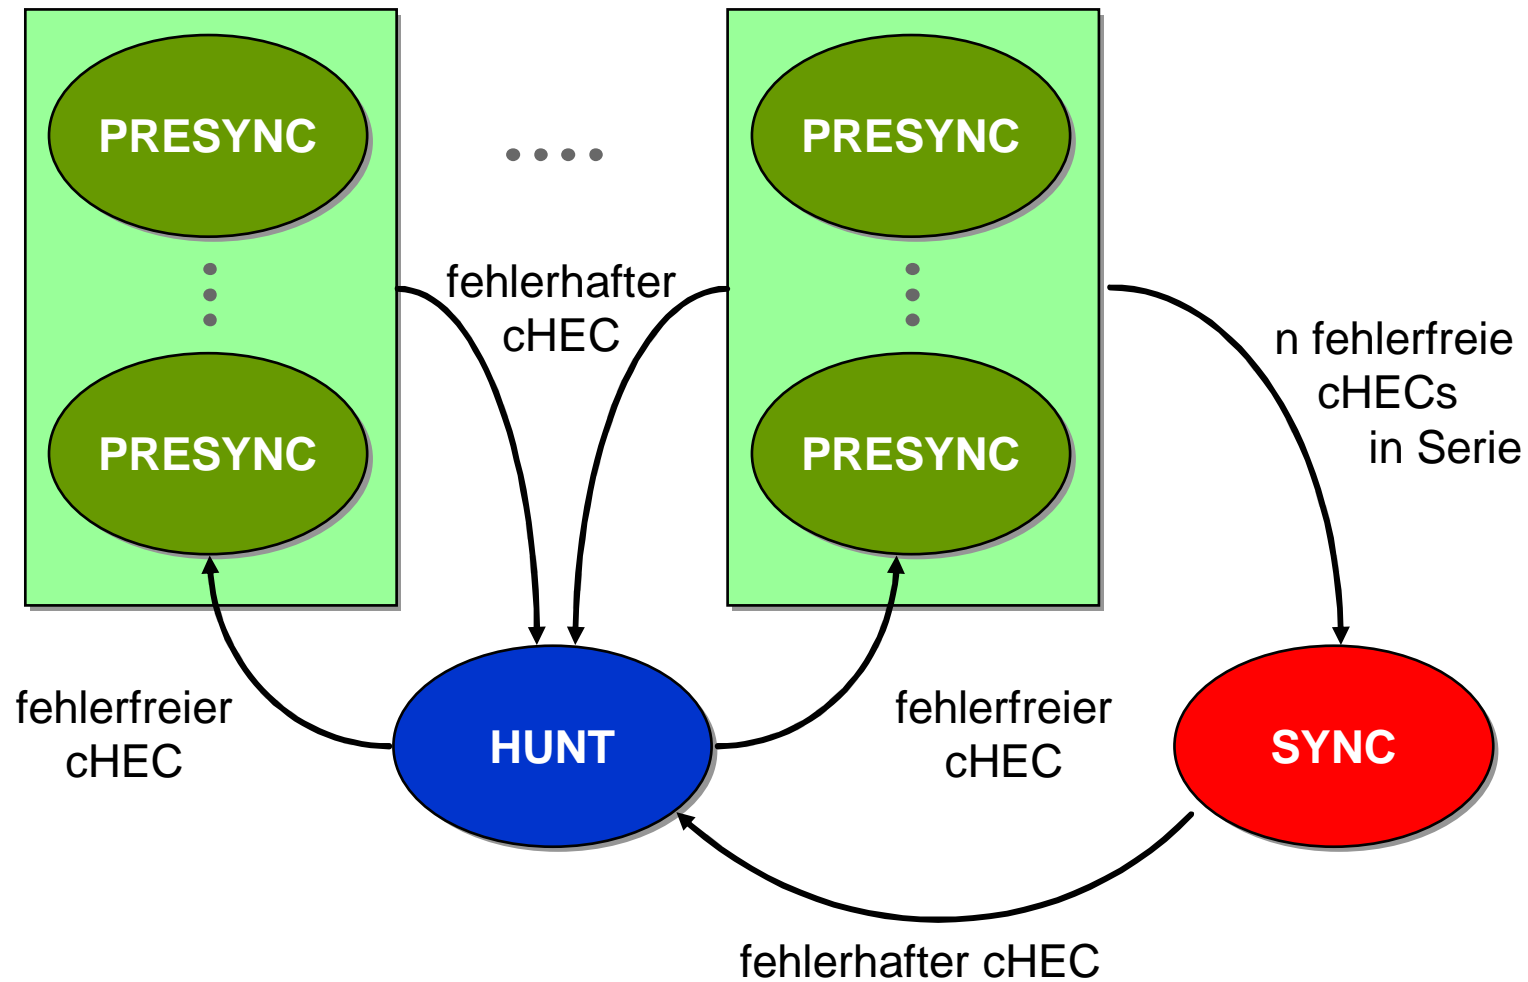 PRESYNC
PRESYNC
fehlerhafter
cHEC
n fehlerfreie
cHECs
in Serie
PRESYNC
PRESYNC
fehlerfreier
cHEC
HUNT
fehlerfreier
cHEC
SYNC
fehlerhafter cHEC